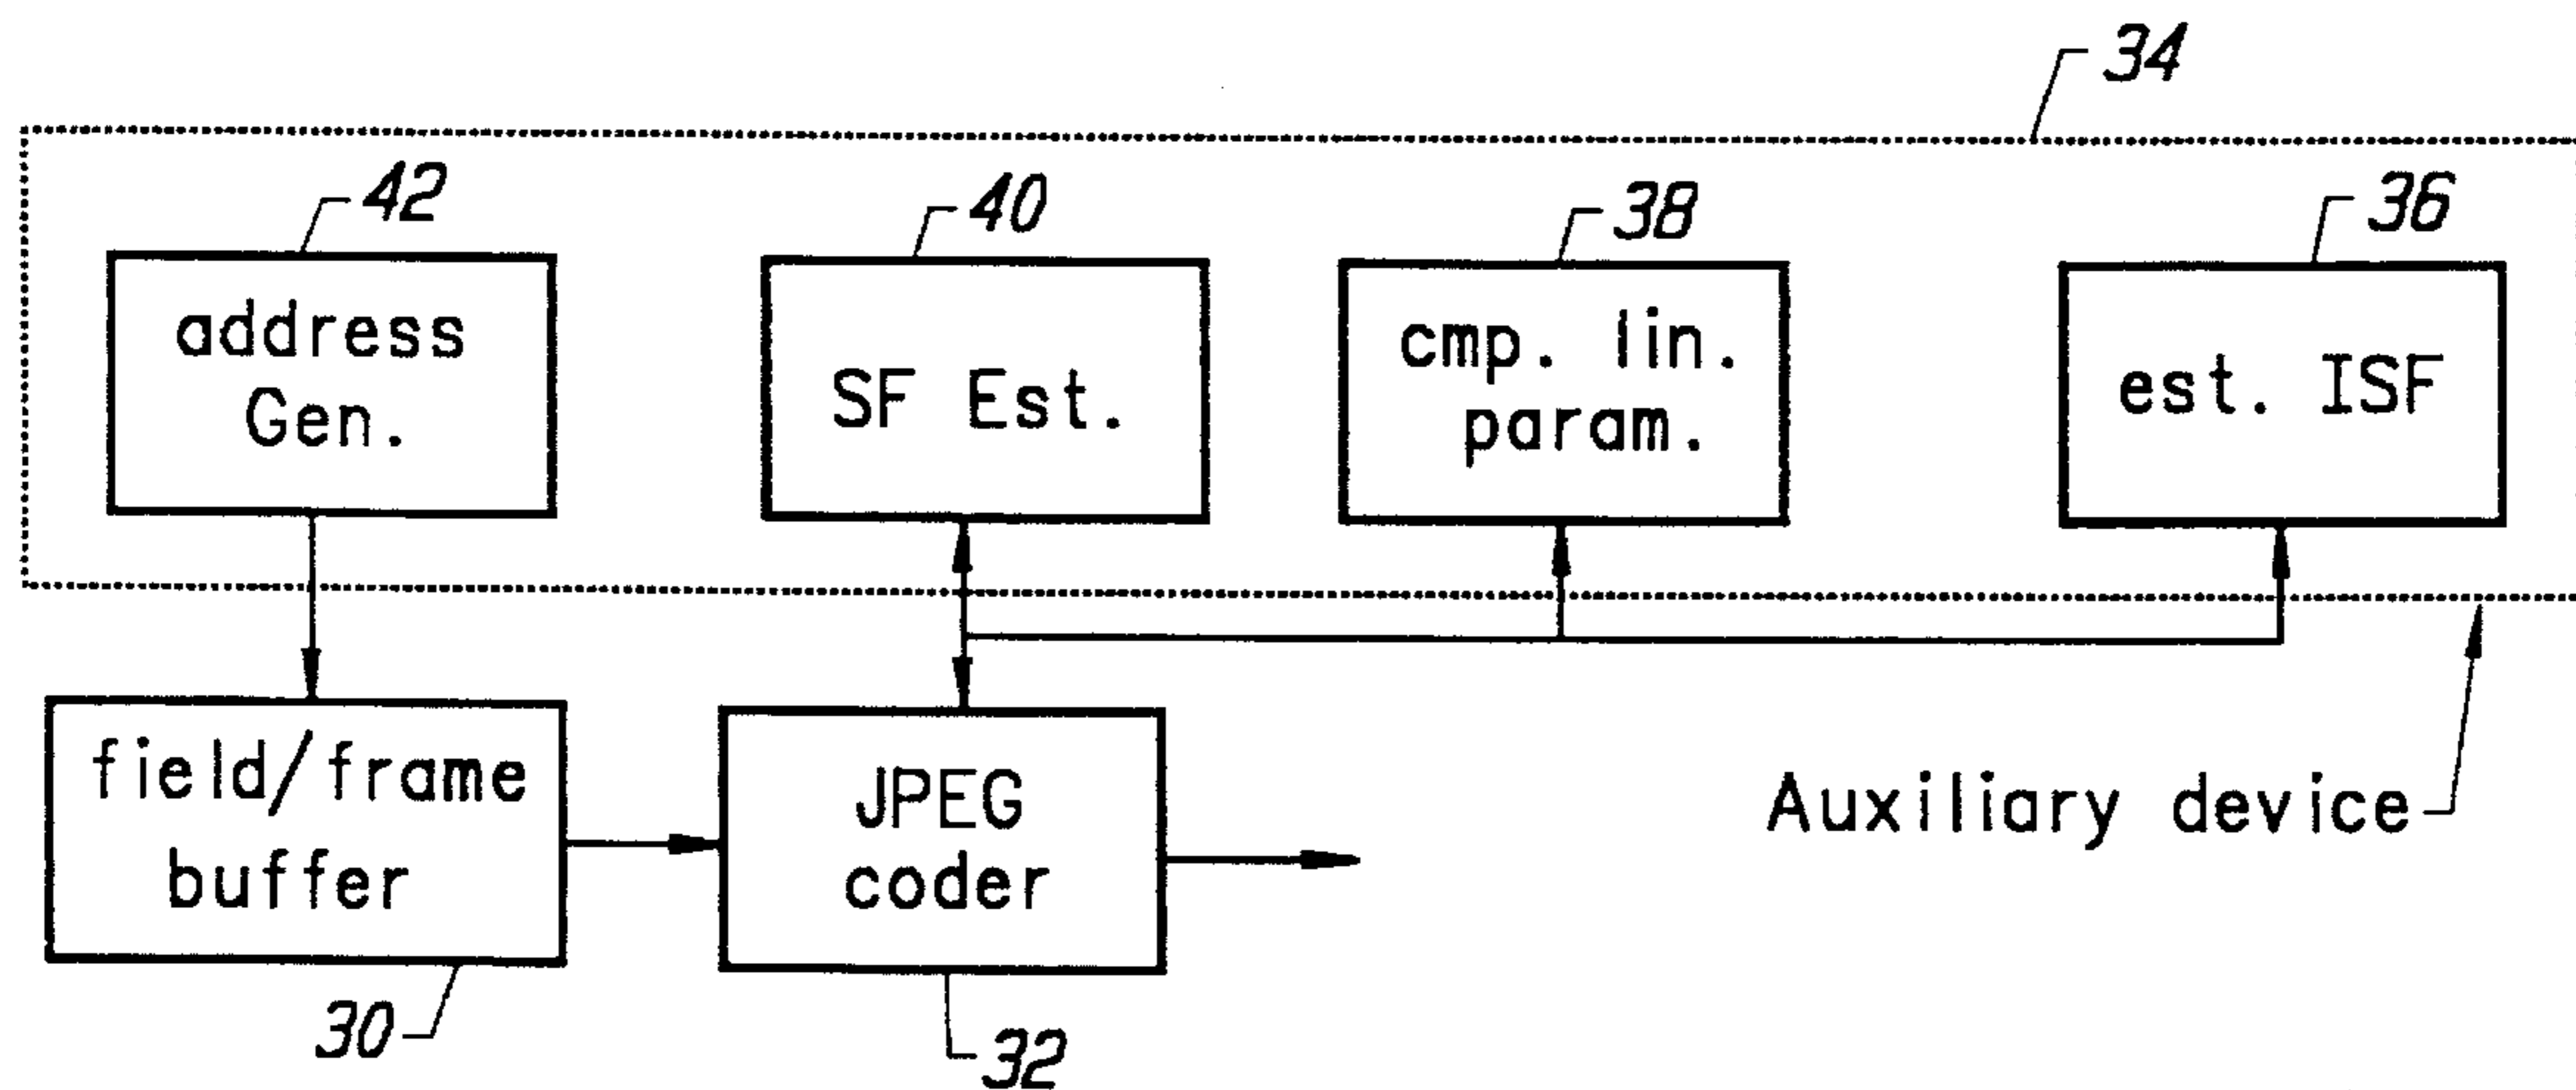 34
42
40
38
36
address
Gen.
SF Est.
cmp. lin.
param.
est. ISF
field/frame
buffer
JPEG
coder
Auxiliary device
30
32